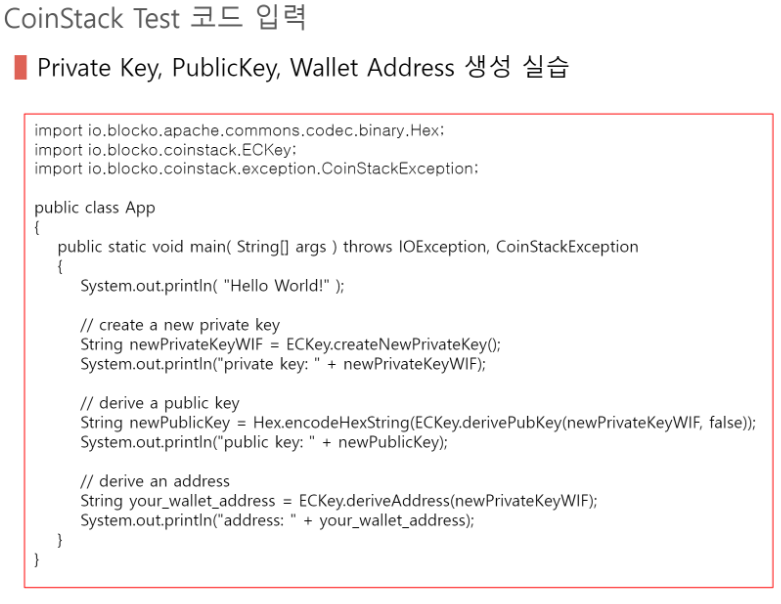 CoinStack Test 코드 입력
Private Key, PublicKey, Wallet Address 생성 실습
import io.blocko.apache.commons.codec.binary.Hex;
import io.blocko.coinstack.ECKey;
import io.blocko.coinstack.exception.CoinStackException;
public class App
{
public static void main( String[] args ) throws IOException, CoinStackException
{
System.out.println( "Hello World!" );
// create a new private key
String newPrivateKeyWIF = ECKey.createNewPrivateKey();
System.out.println("private key: " + newPrivateKeyWIF);
// derive a public key
String newPublicKey = Hex.encodeHexString(ECKey.derivePubKey(newPrivateKeyWIF, false));
System.out.println("public key: " + newPublicKey);
// derive an address
String your_wallet_address = ECKey.deriveAddress(newPrivateKeyWIF);
System.out.println("address: " + your_wallet_address);
}
}